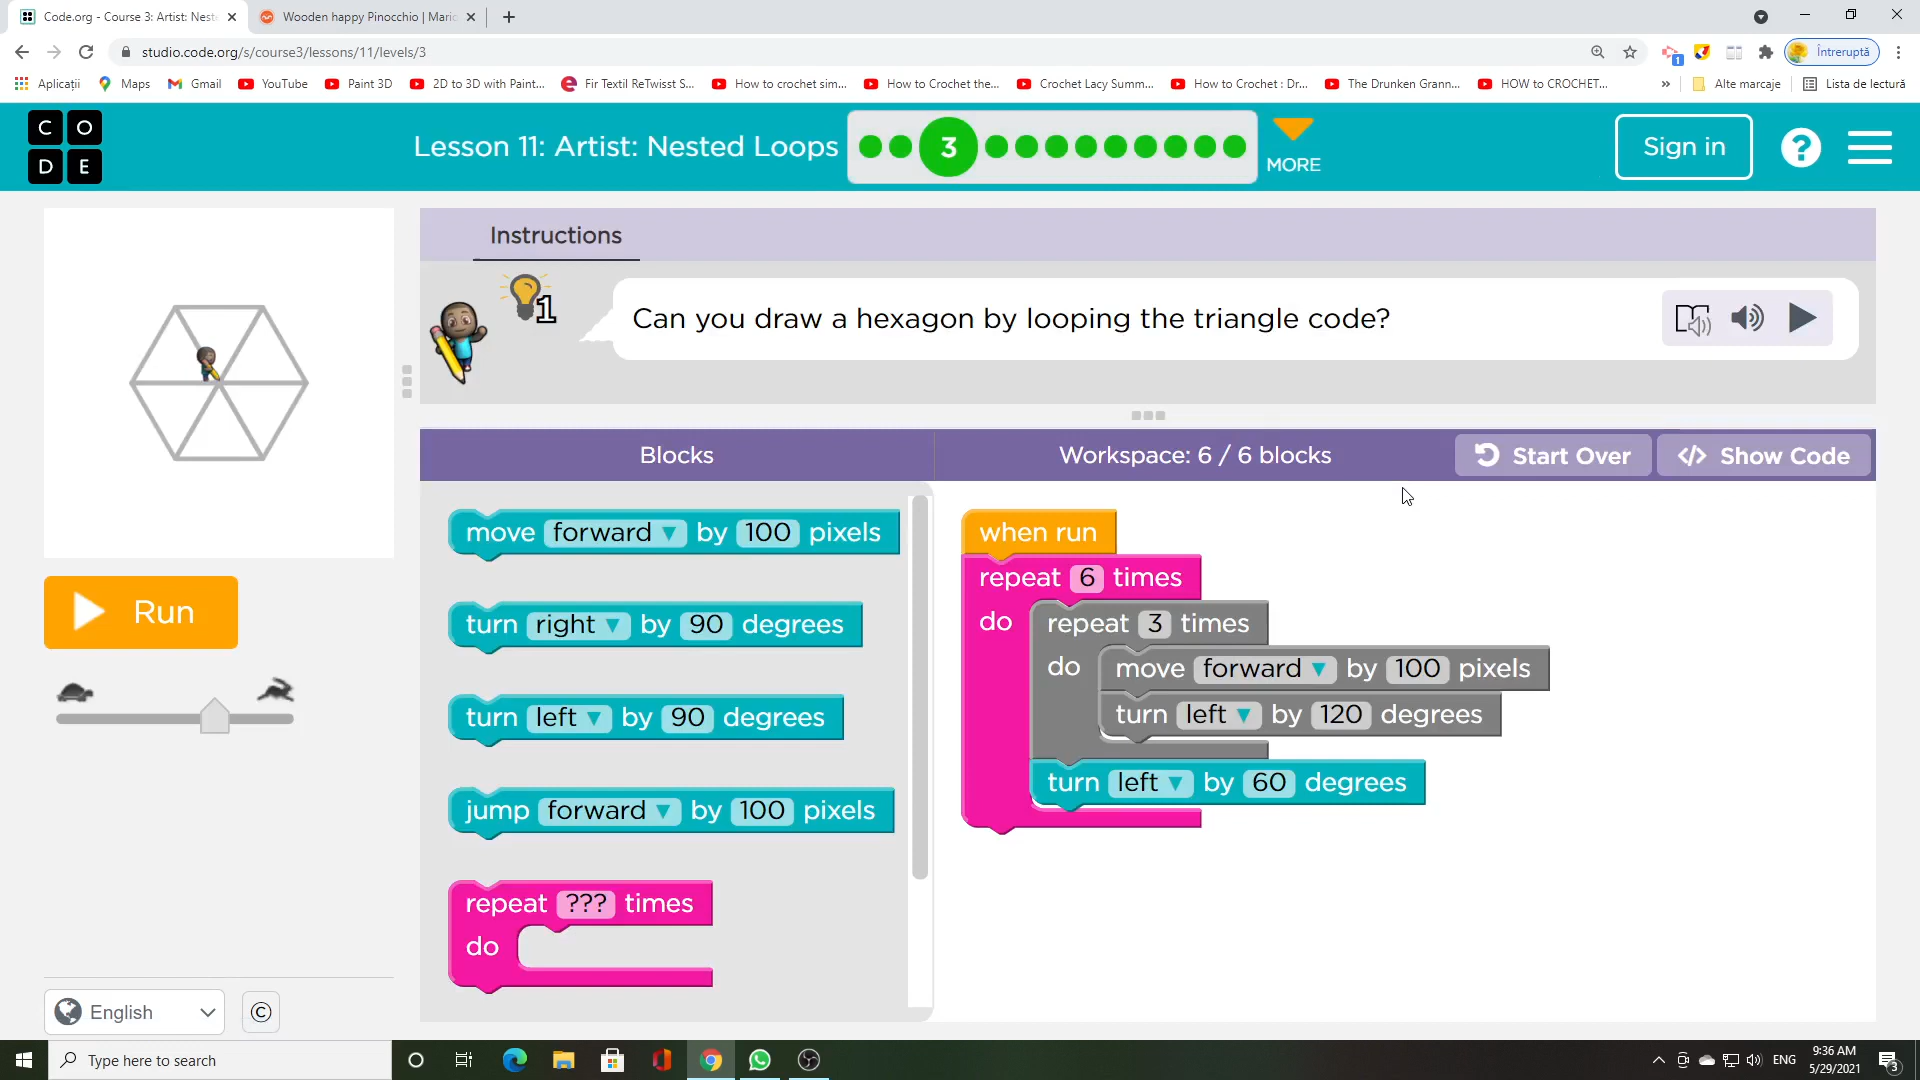 Code.org - Course 3: Artist: Nest
Wooden happy Pinocchio | Mario
studio.code.org/s/course3/lessons/11/levels/3
1
Întreruptă
Aplicații
Maps
Gmail
YouTube
Paint 3D
2D to 3D with Paint...
Fir Textil ReTwisst S...
How to crochet sim...
How to Crochet the...
Crochet Lacy Summ...
How to Crochet : Dr...
The Drunken Grann...
HOW to CROCHET...
»
Alte marcaje
Lista de lectură
C O
D E
Lesson 11: Artist: Nested Loops
3
MORE
Sign in
?
Instructions
1
Can you draw a hexagon by looping the triangle code?
Blocks
Workspace: 6 / 6 blocks
Start Over
</> Show Code
move forward by 100 pixels
turn right by 90 degrees
turn left by 90 degrees
jump forward by 100 pixels
repeat ??? times
do
when run
repeat 6 times
do
repeat 3 times
do
move forward by 100 pixels
turn left by 120 degrees
turn left by 60 degrees
Run
English
©
Type here to search
ENG
9:36 AM
5/29/2021
3